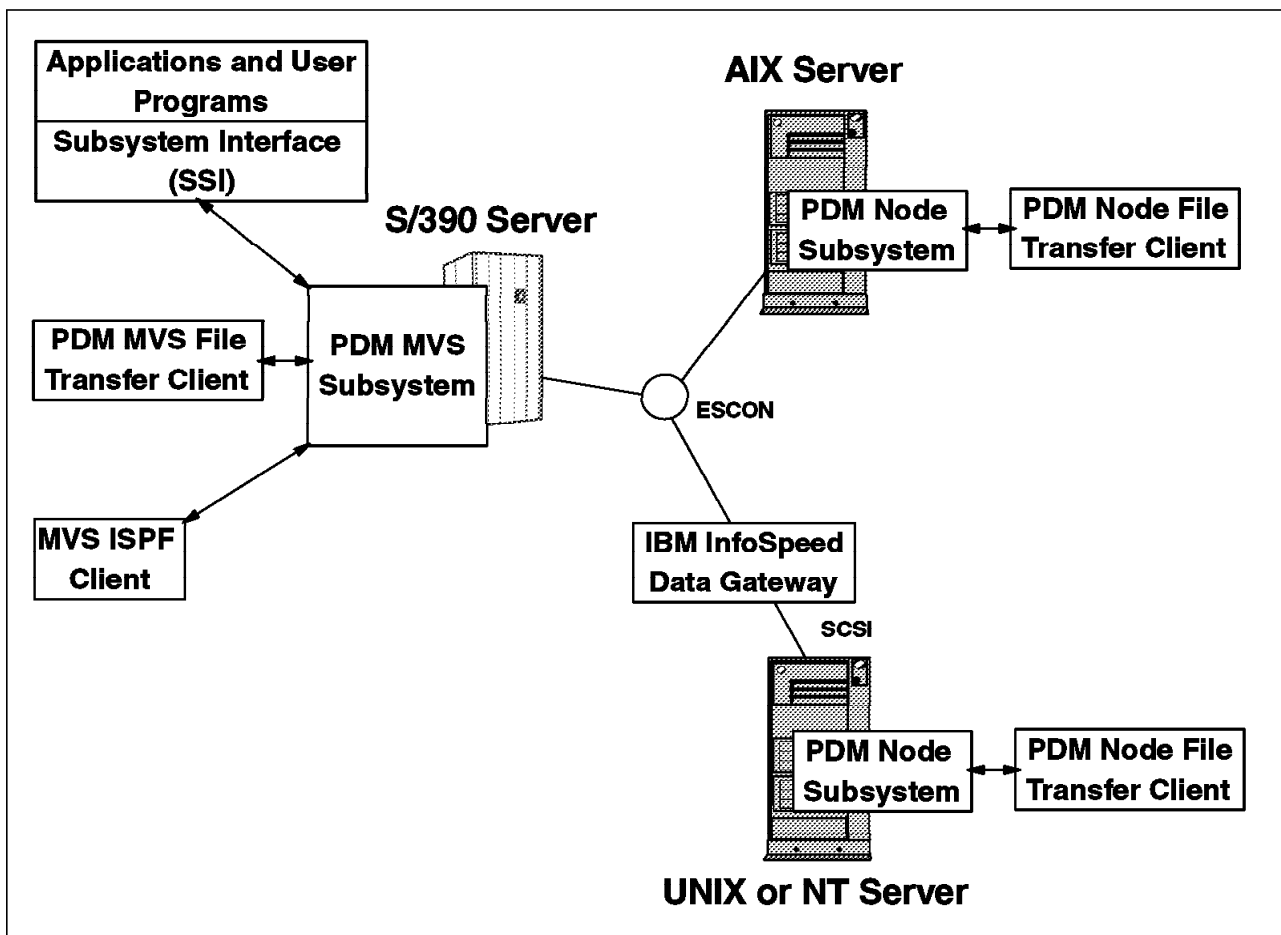 Applications and User
Programs
Subsystem Interface
(SSI)
S/390 Server
AIX Server
PDM Node
Subsystem
PDM Node File
Transfer Client
PDM MVS File
Transfer Client
PDM MVS
Subsystem
ESCON
MVS ISPF
Client
IBM InfoSpeed
Data Gateway
SCSI
PDM Node
Subsystem
PDM Node File
Transfer Client
UNIX or NT Server